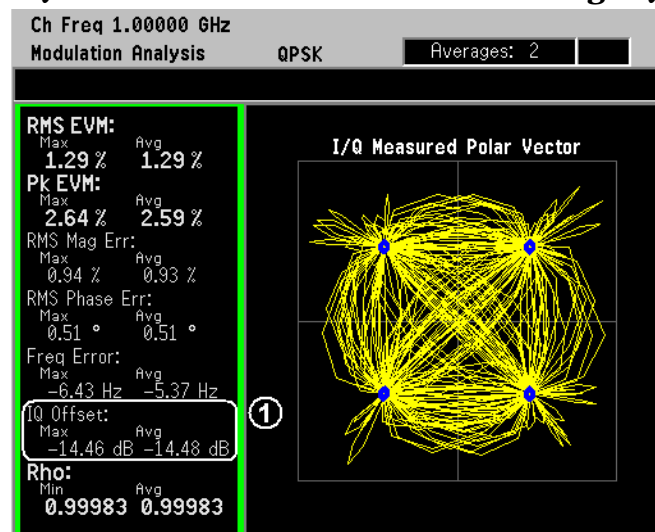 Ch Freq 1.00000 GHz
Modulation Analysis QPSK Averages: 2
RMS EVM:
Max Avg
1.29 % 1.29 %
Pk EVM:
Max Avg
2.64 % 2.59 %
RMS Mag Err:
Max Avg
0.94 % 0.93 %
RMS Phase Err:
Max Avg
0.51 ° 0.51 °
Freq Error:
Max Avg
-6.43 Hz -5.37 Hz
IQ Offset:
Max Avg
-14.46 dB -14.48 dB
Rho:
Min Avg
0.99983 0.99983
1
I/Q Measured Polar Vector